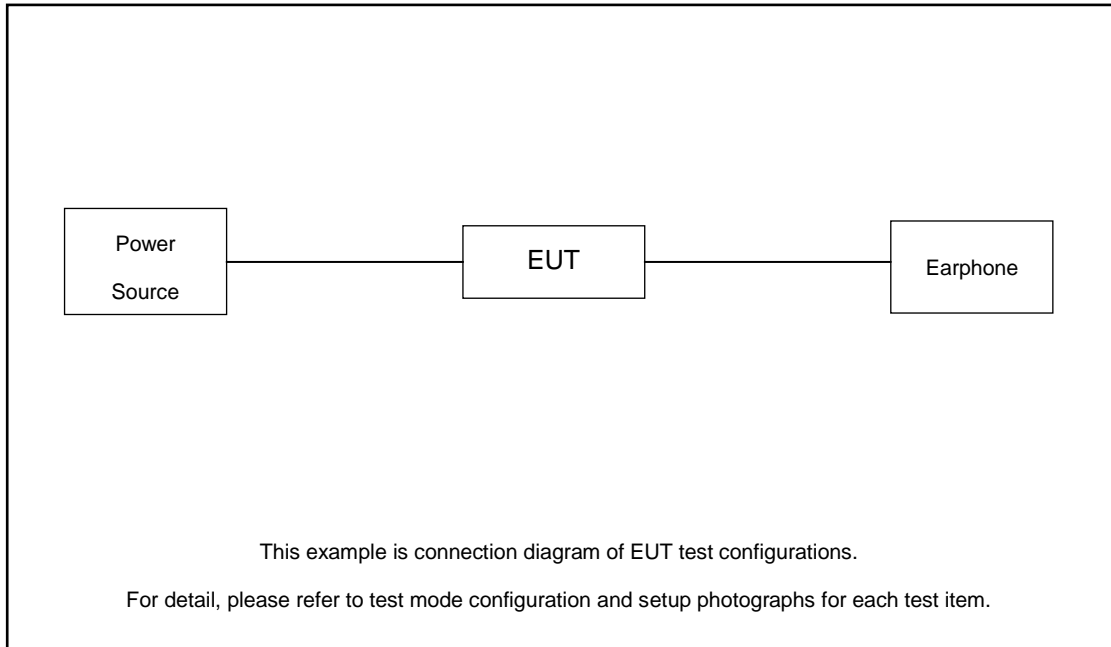 Power
Source
EUT
Earphone
This example is connection diagram of EUT test configurations.
For detail, please refer to test mode configuration and setup photographs for each test item.